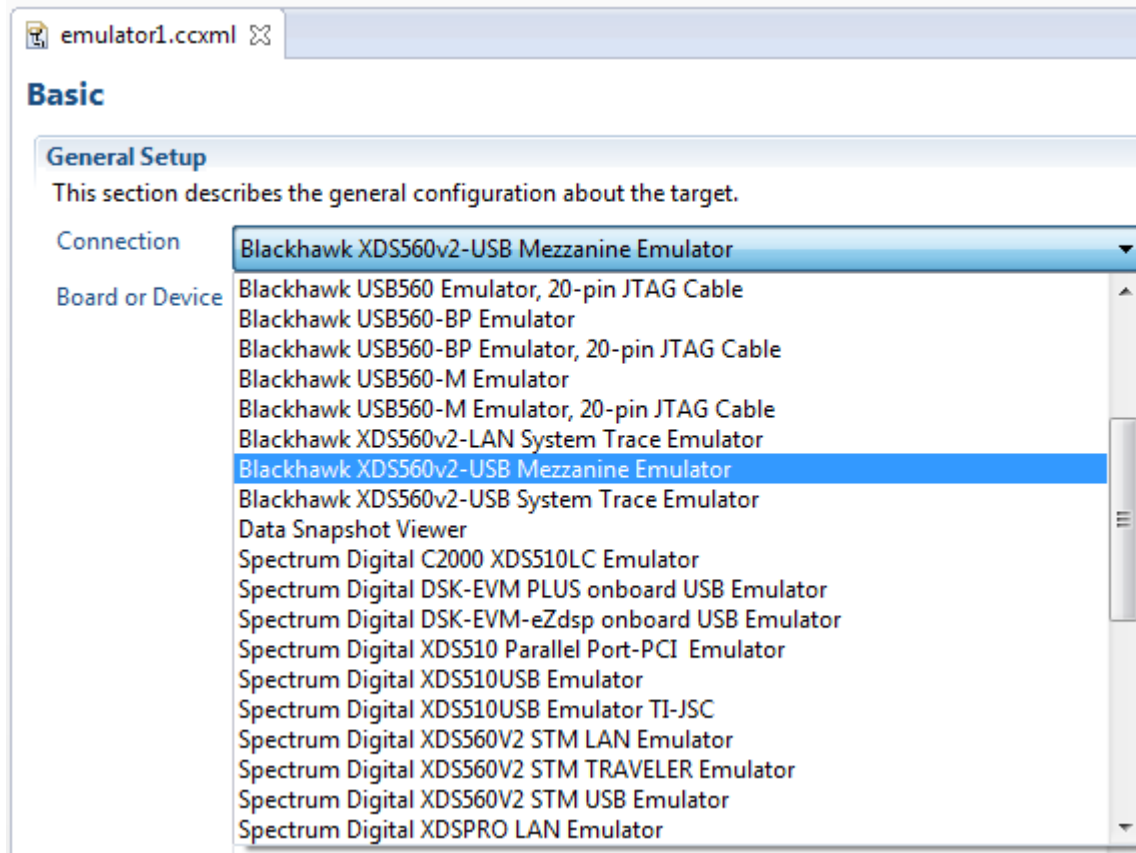 emulator1.ccxml
Basic
General Setup
This section describes the general configuration about the target.
Connection
Blackhawk XDS560v2-USB Mezzanine Emulator
Board or Device
Blackhawk USB560 Emulator, 20-pin JTAG Cable
Blackhawk USB560-BP Emulator
Blackhawk USB560-BP Emulator, 20-pin JTAG Cable
Blackhawk USB560-M Emulator
Blackhawk USB560-M Emulator, 20-pin JTAG Cable
Blackhawk XDS560v2-LAN System Trace Emulator
Blackhawk XDS560v2-USB Mezzanine Emulator
Blackhawk XDS560v2-USB System Trace Emulator
Data Snapshot Viewer
Spectrum Digital C2000 XDS510LC Emulator
Spectrum Digital DSK-EVM PLUS onboard USB Emulator
Spectrum Digital DSK-EVM-eZdsp onboard USB Emulator
Spectrum Digital XDS510 Parallel Port-PCI  Emulator
Spectrum Digital XDS510USB Emulator
Spectrum Digital XDS510USB Emulator TI-JSC
Spectrum Digital XDS560V2 STM LAN Emulator
Spectrum Digital XDS560V2 STM TRAVELER Emulator
Spectrum Digital XDS560V2 STM USB Emulator
Spectrum Digital XDSPRO LAN Emulator